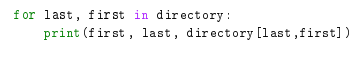 for last, first in directory:
    print(first, last, directory[last,first])